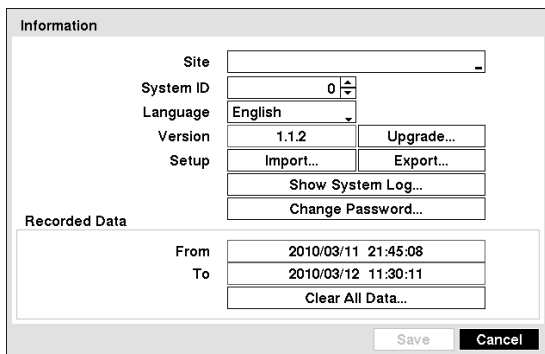 Information
Site
System ID 0
Language English
Version 1.1.2 Upgrade...
Setup Import... Export...
Show System Log...
Change Password...
Recorded Data
From 2010/03/11 21:45:08
To 2010/03/12 11:30:11
Clear All Data...
Save Cancel